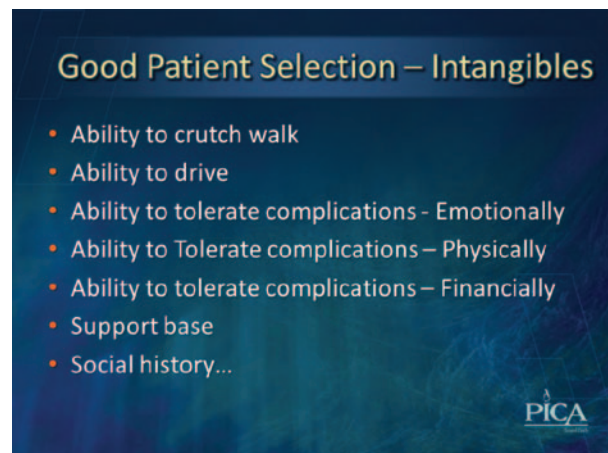 Good Patient Selection – Intangibles
• Ability to crutch walk
• Ability to drive
• Ability to tolerate complications - Emotionally
• Ability to Tolerate complications – Physically
• Ability to tolerate complications – Financially
• Support base
• Social history...
PICA